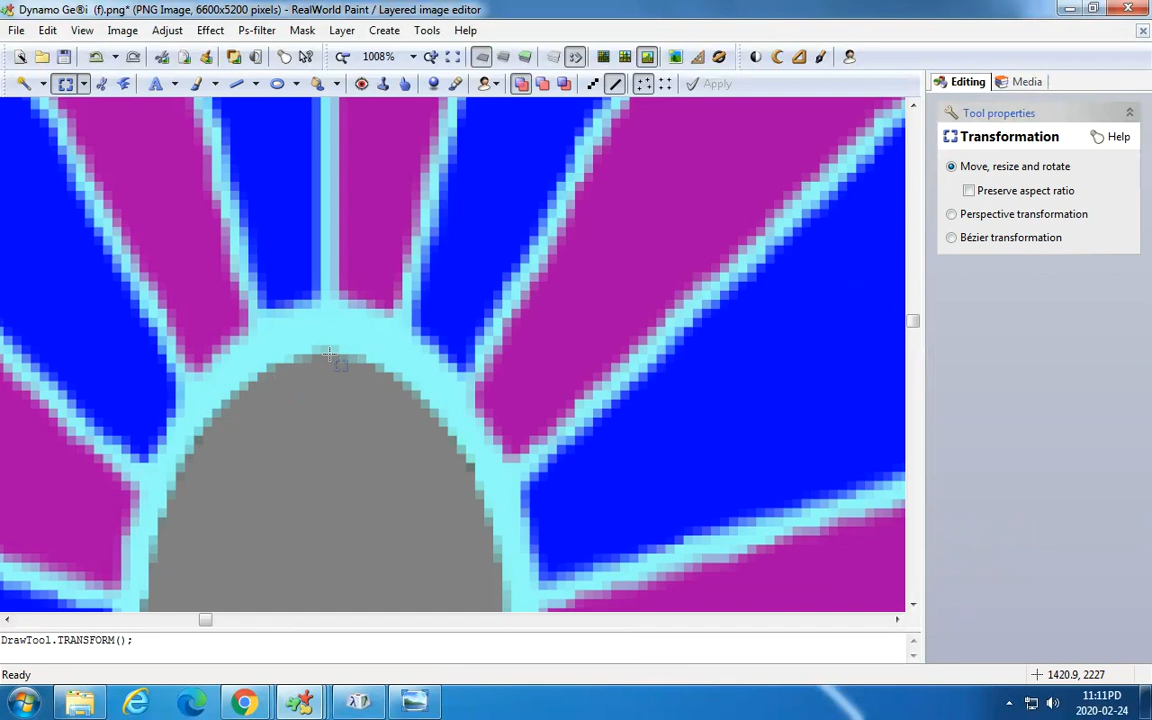 Dynamo Ge®i  (f).png* (PNG Image, 6600x5200 pixels) - RealWorld Paint / Layered image editor
File Edit View Image Adjust Effect Ps-filter Mask Layer Create Tools Help
1008%
Apply
Editing Media
Tool properties
Transformation Help
Move, resize and rotate
Preserve aspect ratio
Perspective transformation
Bézier transformation
DrawTool.TRANSFORM();
Ready
1420.9, 2227
11:11PD
2020-02-24